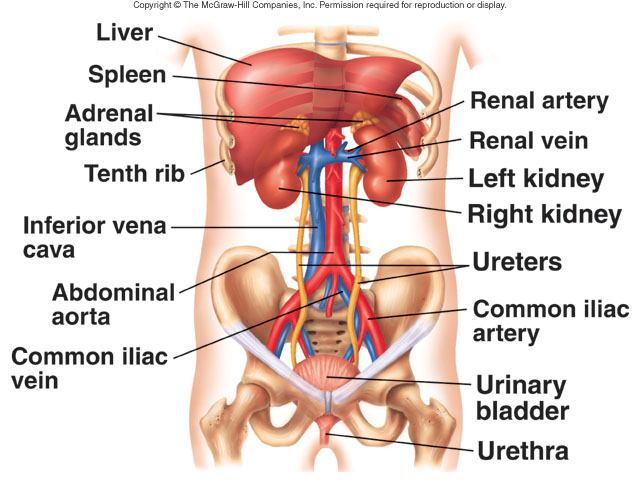 Copyright © The McGraw-Hill Companies, Inc. Permission required for reproduction or display.
Liver
Spleen
Adrenal
glands
Tenth rib
Inferior vena
cava
Abdominal
aorta
Common iliac
vein
Renal artery
Renal vein
Left kidney
Right kidney
Ureters
Common iliac
artery
Urinary
bladder
Urethra